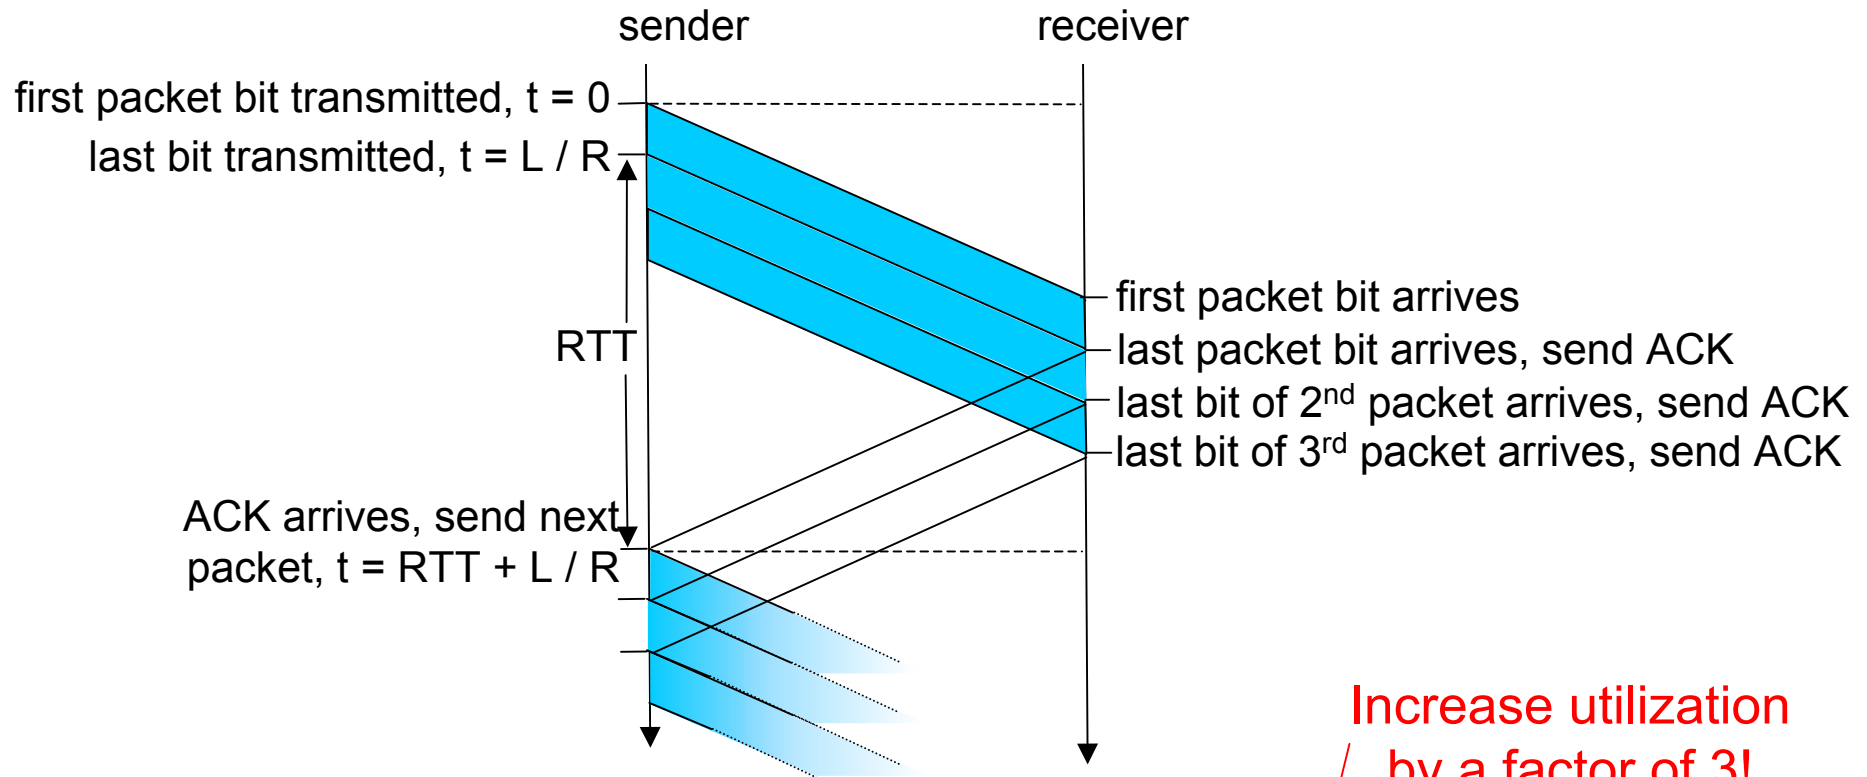 sender
receiver
first packet bit transmitted, t = 0
last bit transmitted, t = L / R
RTT
first packet bit arrives
last packet bit arrives, send ACK
last bit of 2nd packet arrives, send ACK
last bit of 3rd packet arrives, send ACK
ACK arrives, send next
packet, t = RTT + L / R
Increase utilization
by a factor of 3!